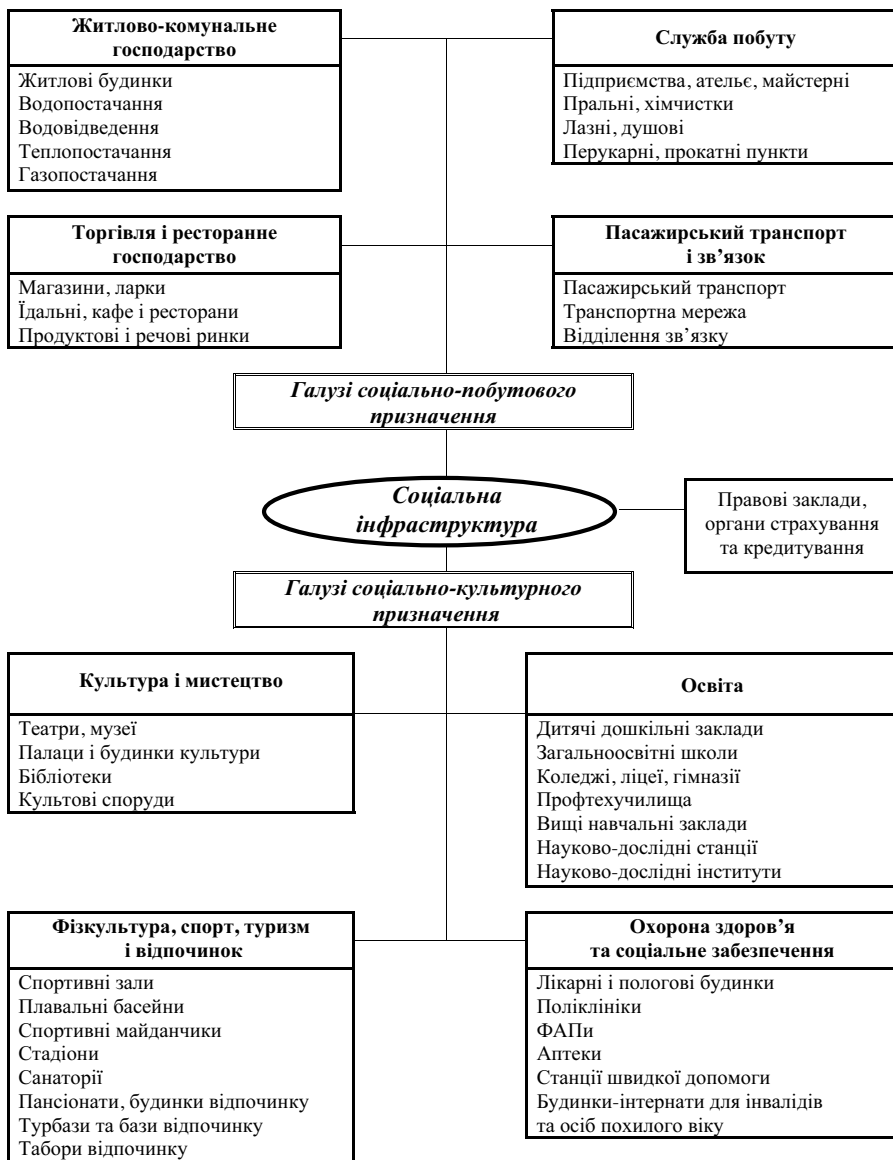 Житлово-комунальне
господарство
Житлові будинки
Водопостачання
Водовідведення
Теплопостачання
Газопостачання
Служба побуту
Підприємства, ательє, майстерні
Пральні, хімчистки
Лазні, душові
Перукарні, прокатні пункти
Торгівля і ресторанне
господарство
Магазини, ларки
Їдальні, кафе і ресторани
Продуктові і речові ринки
Пасажирський транспорт
і зв’язок
Пасажирський транспорт
Транспортна мережа
Відділення зв’язку
Галузі соціально-побутового
призначення
Соціальна
інфраструктура
Правові заклади,
органи страхування
та кредитування
Галузі соціально-культурного
призначення
Культура і мистецтво
Театри, музеї
Палаци і будинки культури
Бібліотеки
Культові споруди
Освіта
Дитячі дошкільні заклади
Загальноосвітні школи
Коледжі, ліцеї, гімназії
Профтехучилища
Вищі навчальні заклади
Науково-дослідні станції
Науково-дослідні інститути
Фізкультура, спорт, туризм
і відпочинок
Спортивні зали
Плавальні басейни
Спортивні майданчики
Стадіони
Санаторії
Пансіонати, будинки відпочинку
Турбази та бази відпочинку
Табори відпочинку
Охорона здоров’я
та соціальне забезпечення
Лікарні і пологові будинки
Поліклініки
ФАПи
Аптеки
Станції швидкої допомоги
Будинки-інтернати для інвалідів
та осіб похилого віку